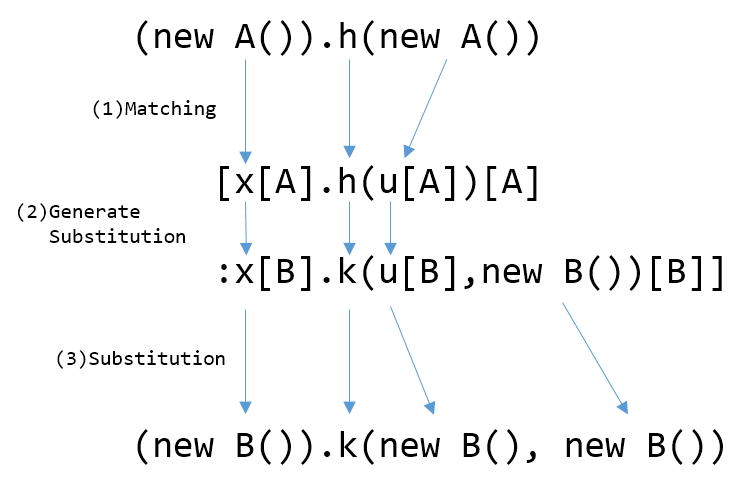 (new A()).h(new A())
(1)Matching
[x[A].h(u[A])[A]
(2)Generate
Substitution
:x[B].k(u[B],new B())[B]]
(3)Substitution
(new B()).k(new B(), new B())